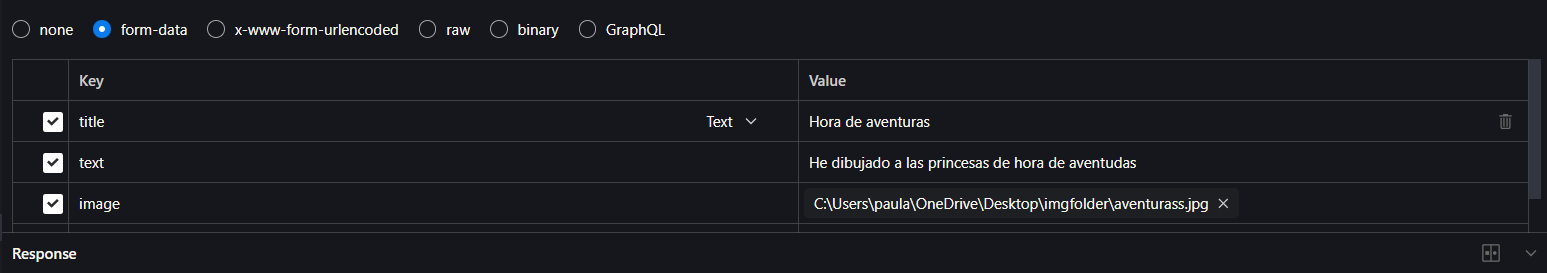 none form-data x-www-form-urlencoded raw binary GraphQL
Key Value
title Text Hora de aventuras
text He dibujado a las princesas de hora de aventudas
image C:\Users\paula\OneDrive\Desktop\imgfolder\aventurass.jpg
Response